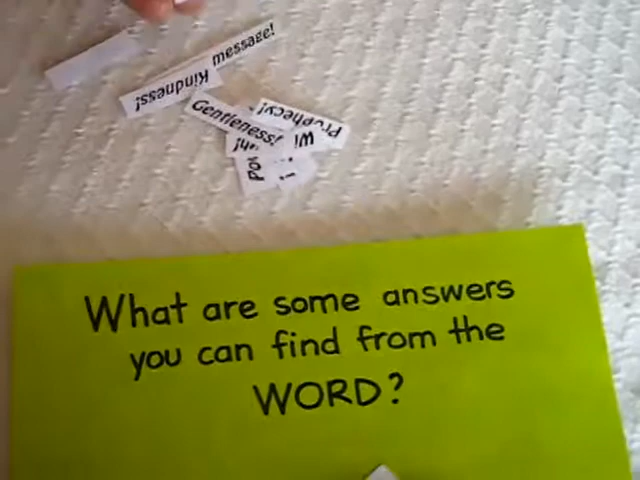 message!
Kindness!
Gentleness!
Prophecy!
What are some answers
you can find from the
WORD?